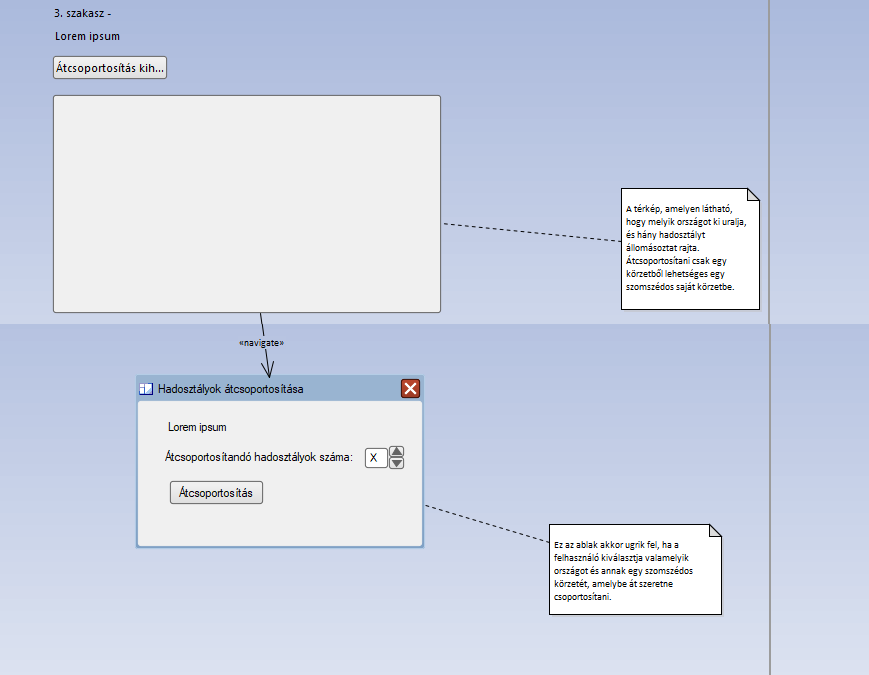 3. szakasz -
Lorem ipsum
Átcsoportosítás kih...
A térkép, amelyen látható,
hogy melyik országot ki uralja,
és hány hadosztályt
állomásoztat rajta.
Átcsoportosítani csak egy
körzetből lehetséges egy
szomszédos saját körzetbe.
«navigate»
Hadosztályok átcsoportosítása
Lorem ipsum
Átcsoportosítandó hadosztályok száma: X
Átcsoportosítás
Ez az ablak akkor ugrik fel, ha a
felhasználó kiválasztja valamelyik
országot és annak egy szomszédos
körzetét, amelybe át szeretne
csoportosítani.